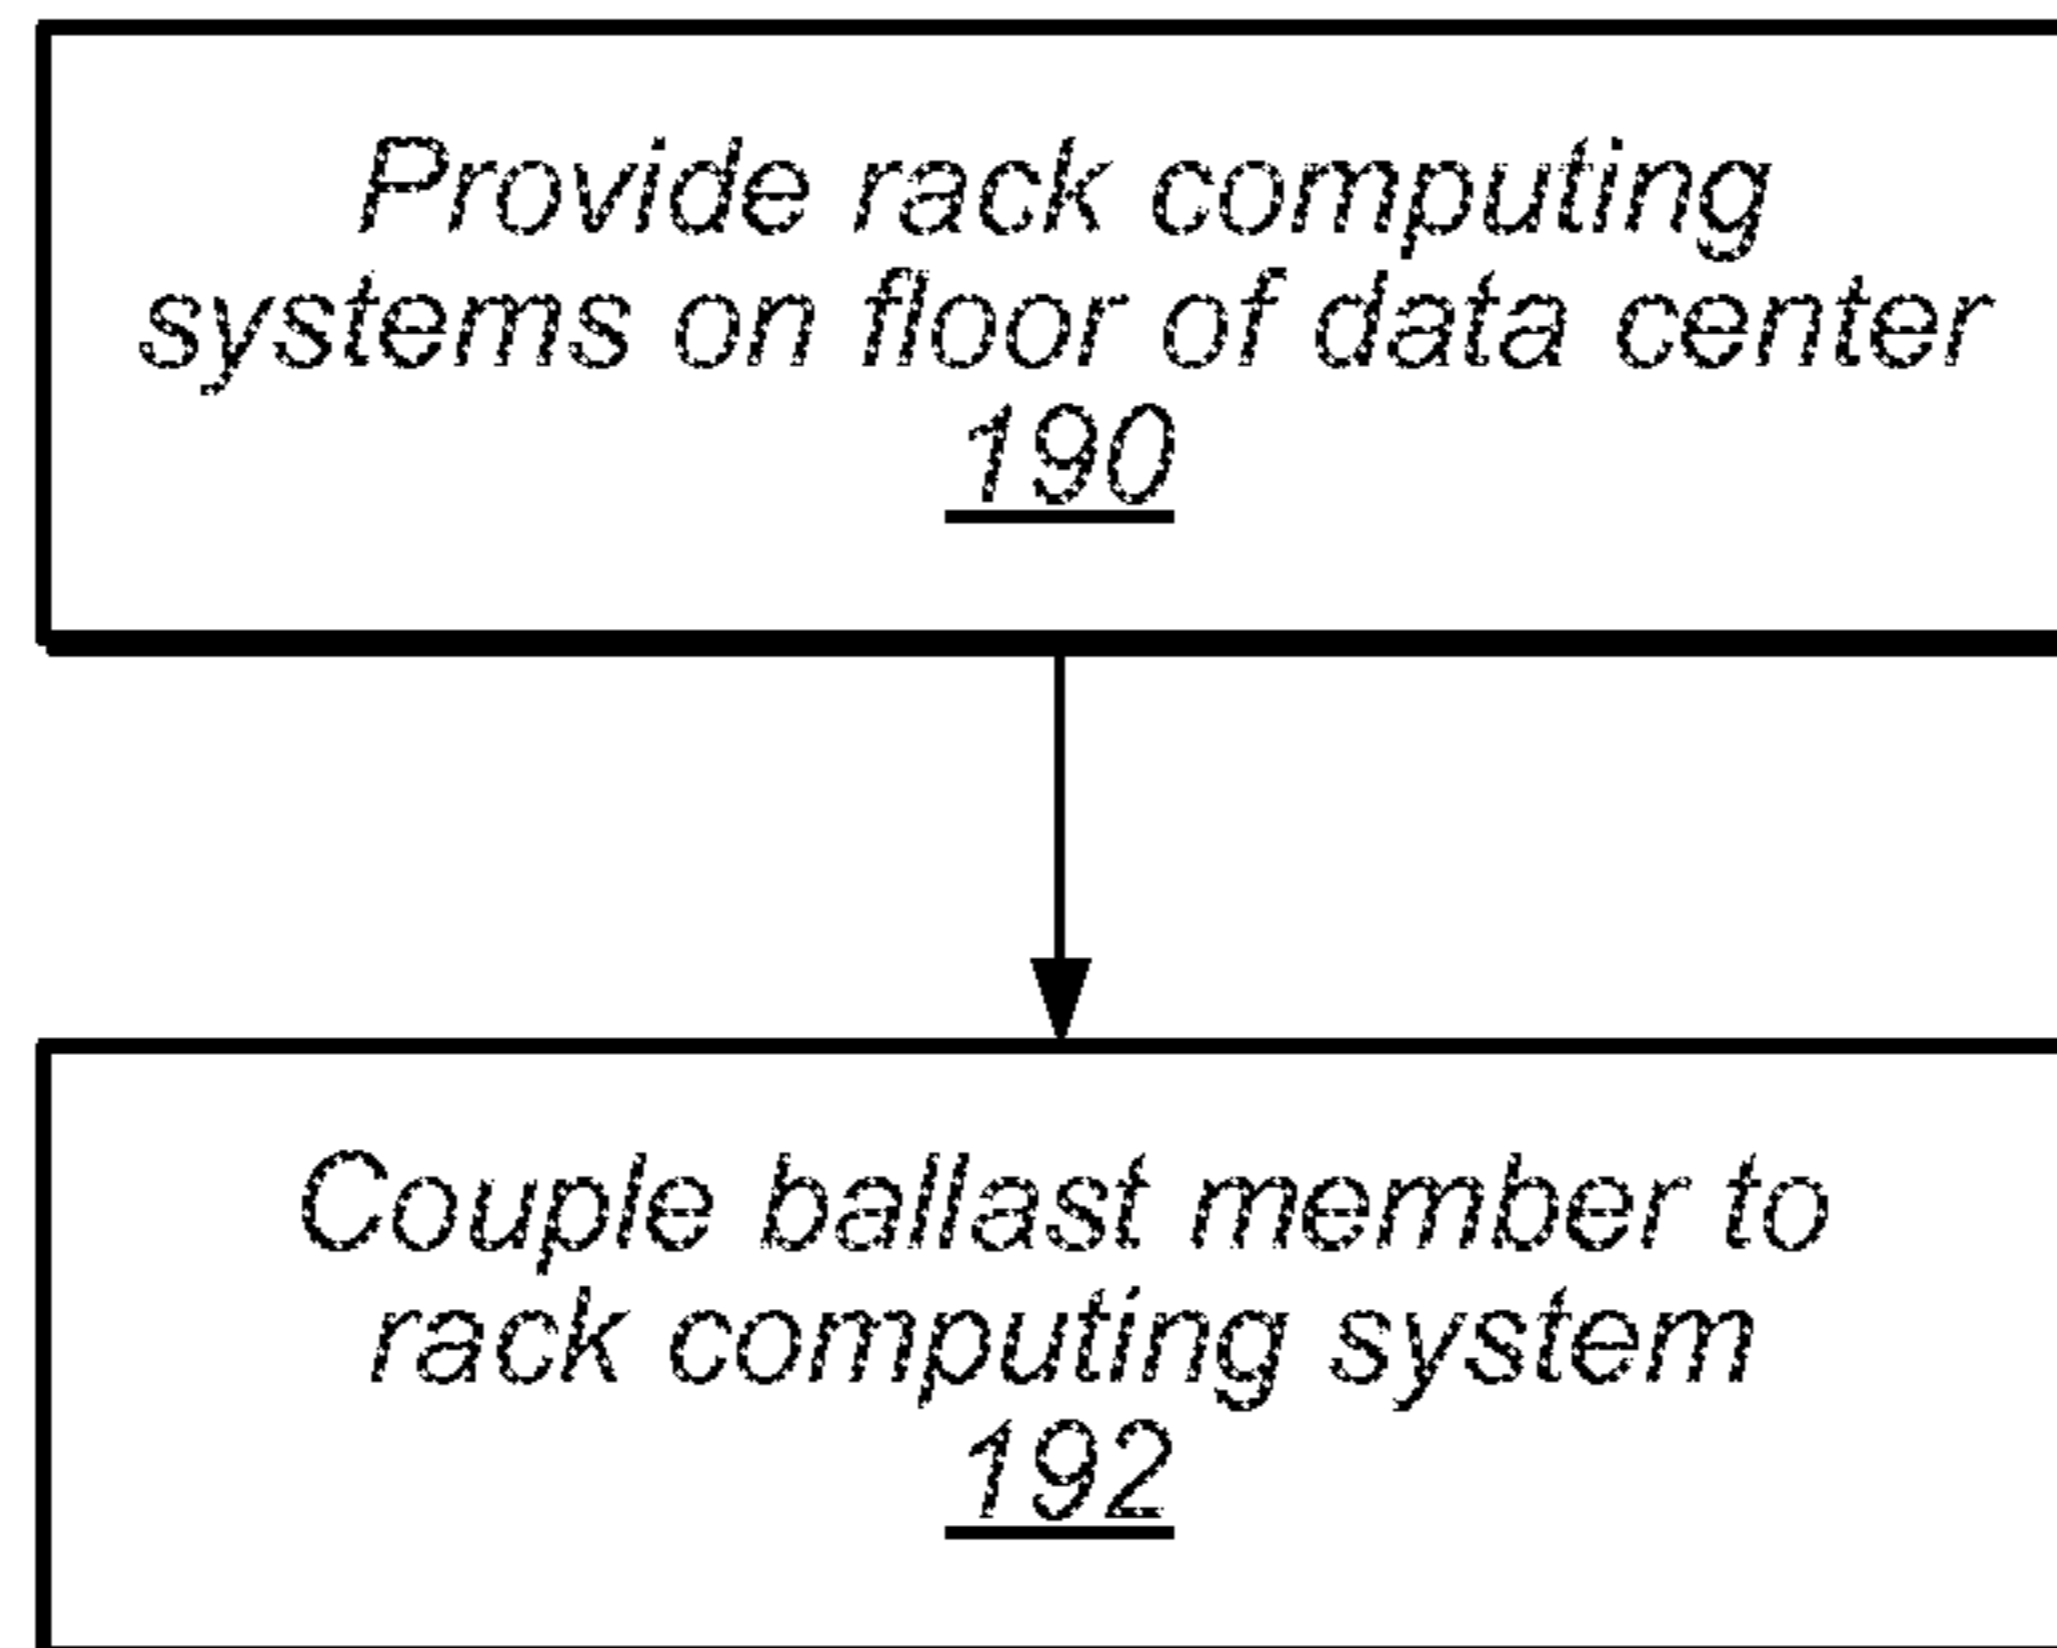 Provide rack computing
systems on floor of data center
190
Couple ballast member to
rack computing system
192